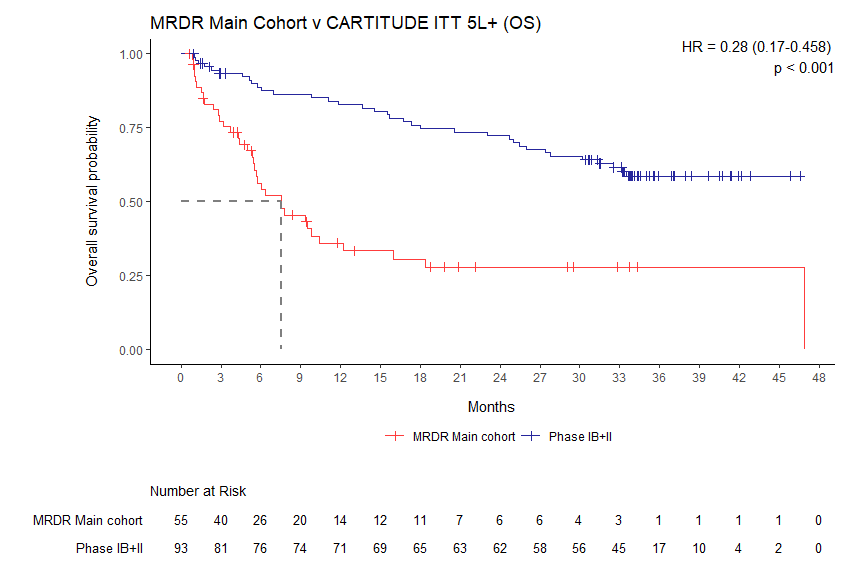 MRDR Main Cohort v CARTITUDE ITT 5L+ (OS)
HR = 0.28 (0.17-0.458)
p < 0.001
1.00
0.75
0.50
0.25
0.00
Overall survival probability
0 3 6 9 12 15 18 21 24 27 30 33 36 39 42 45 48
Months
MRDR Main cohort Phase IB+II
Number at Risk
MRDR Main cohort 55 40 26 20 14 12 11 7 6 6 4 3 1 1 1 1 0
Phase IB+II 93 81 76 74 71 69 65 63 62 58 56 45 17 10 4 2 0